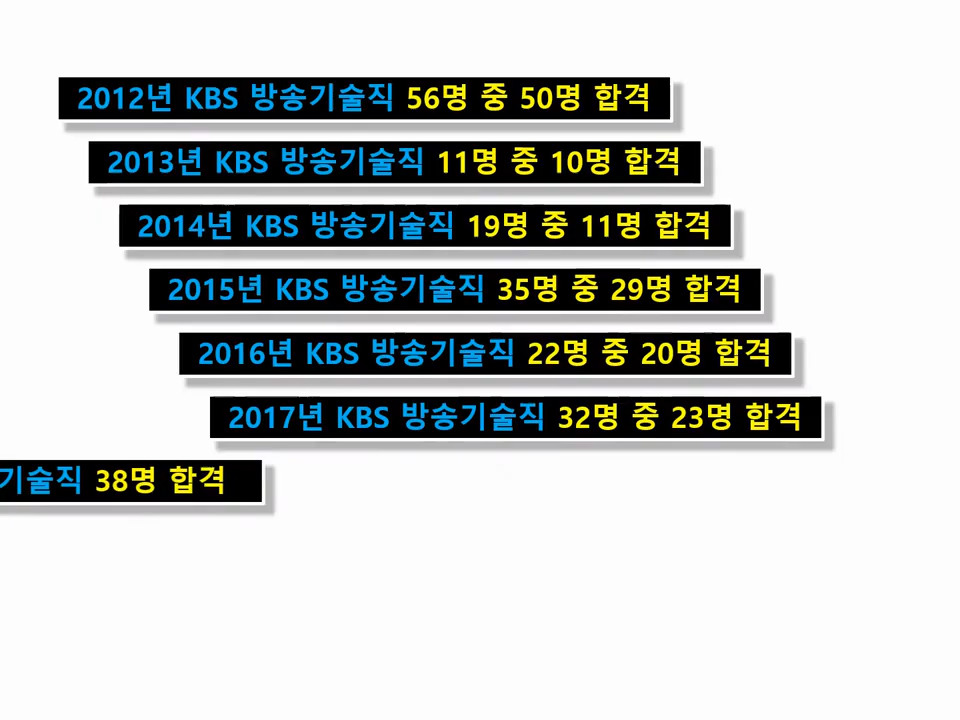 2012년 KBS 방송기술직 56명 중 50명 합격
2013년 KBS 방송기술직 11명 중 10명 합격
2014년 KBS 방송기술직 19명 중 11명 합격
2015년 KBS 방송기술직 35명 중 29명 합격
2016년 KBS 방송기술직 22명 중 20명 합격
2017년 KBS 방송기술직 32명 중 23명 합격
기술직 38명 합격